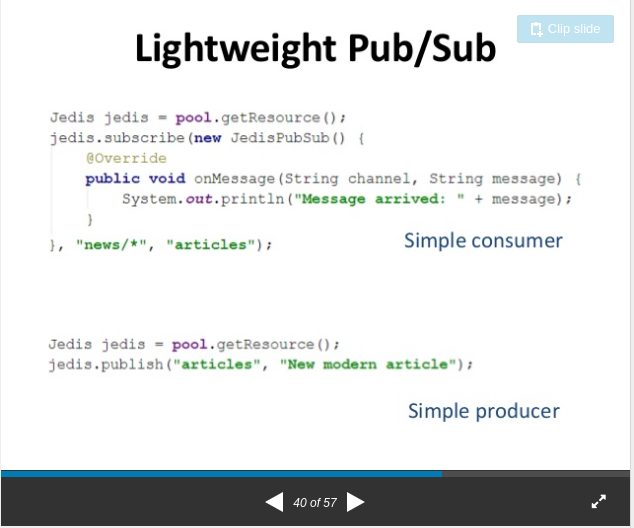 Lightweight Pub/Sub
Clip slide
Jedis jedis = pool.getResource();
jedis.subscribe(new JedisPubSub() {
@Override
public void onMessage(String channel, String message) {
System.out.println("Message arrived: " + message);
}
}, "news/*", "articles");
Simple consumer
Jedis jedis = pool.getResource();
jedis.publish("articles", "New modern article");
Simple producer
40 of 57